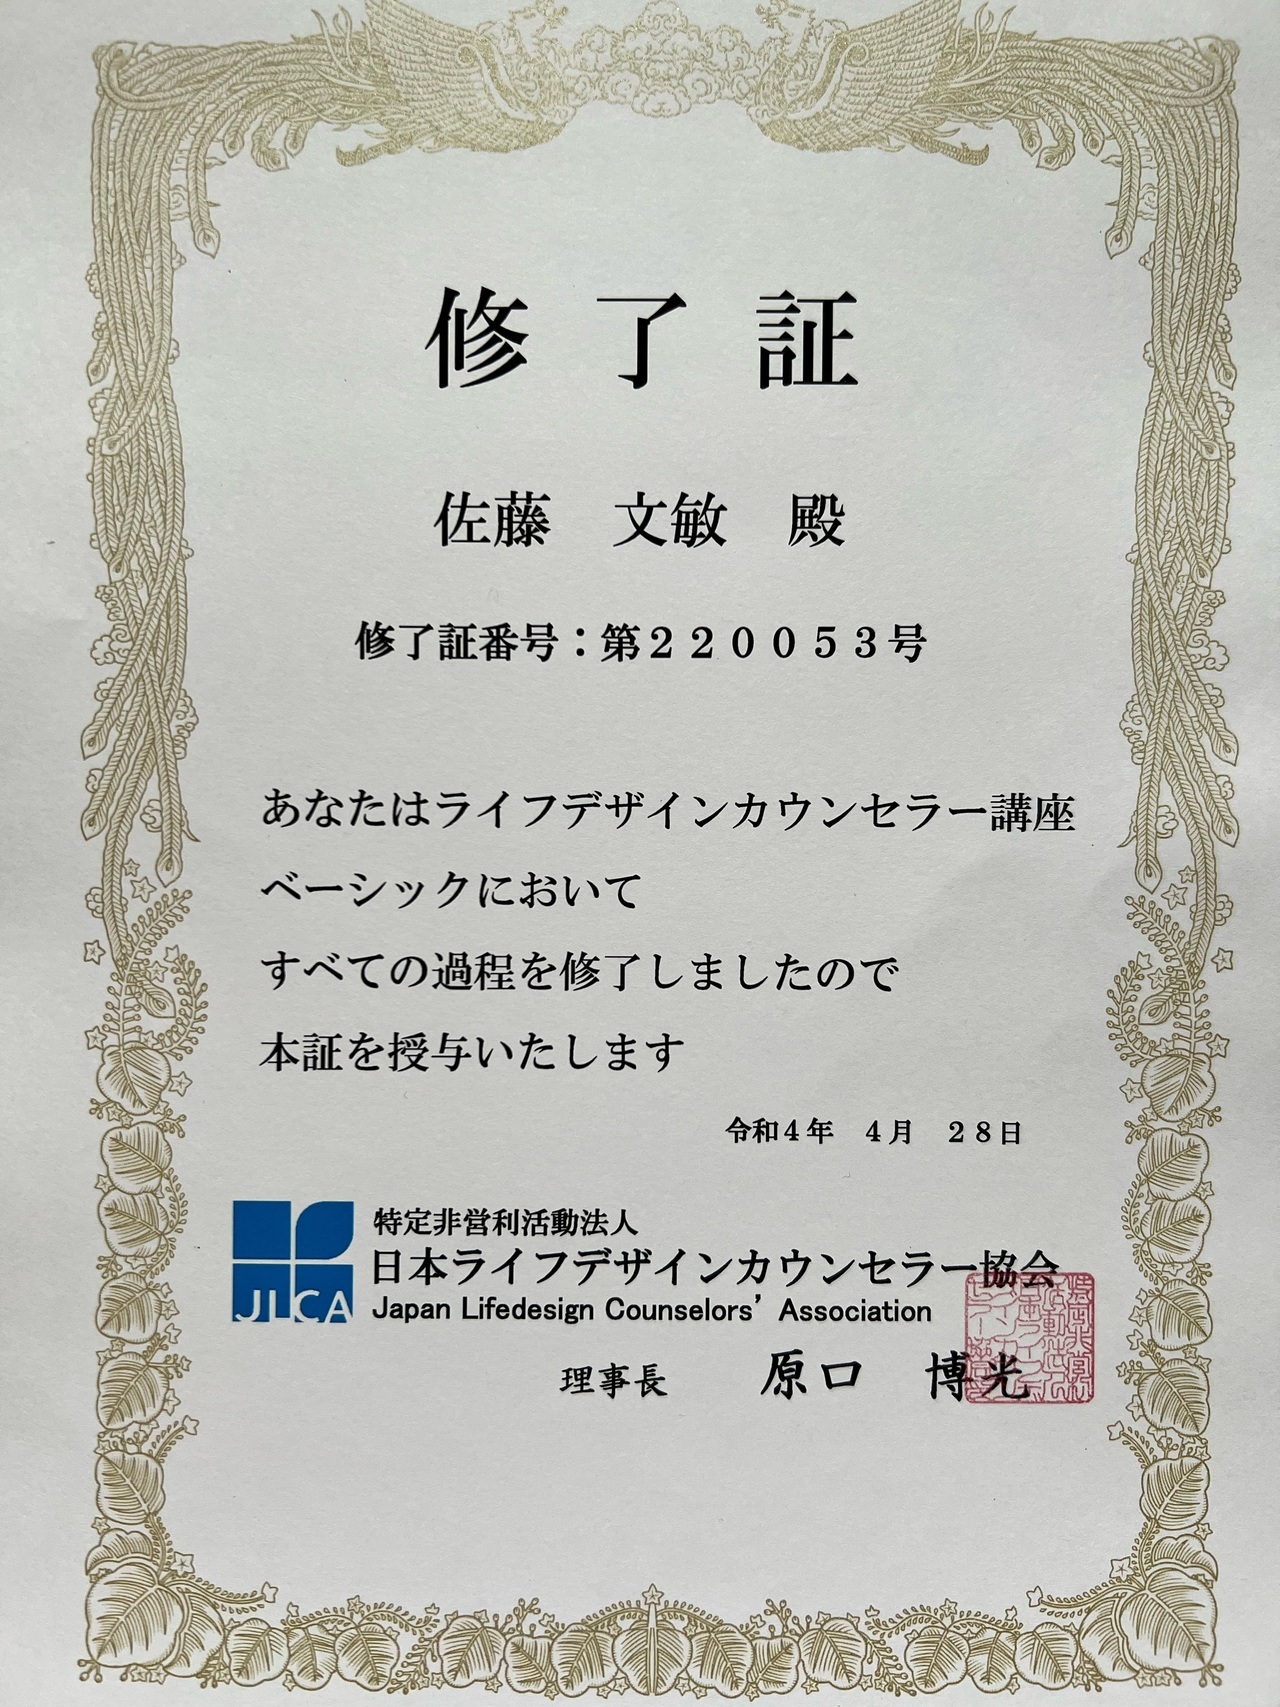 修了証
佐藤　文敏　殿
修了証番号：第２２００５３号
あなたはライフデザインカウンセラー講座
ベーシックにおいて
すべての過程を修了しましたので
本証を授与いたします
令和４年　４月　２８日
JLCA
特定非営利活動法人
日本ライフデザインカウンセラー協会
Japan Lifedesign Counselors’ Association
理事長　原口　博光